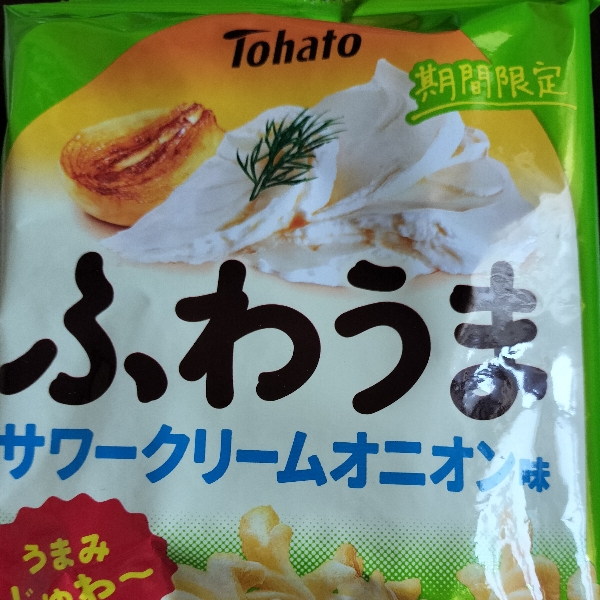 Tohato
期間限定
ふわうま
サワークリームオニオン味
うまみ
じゅわ〜